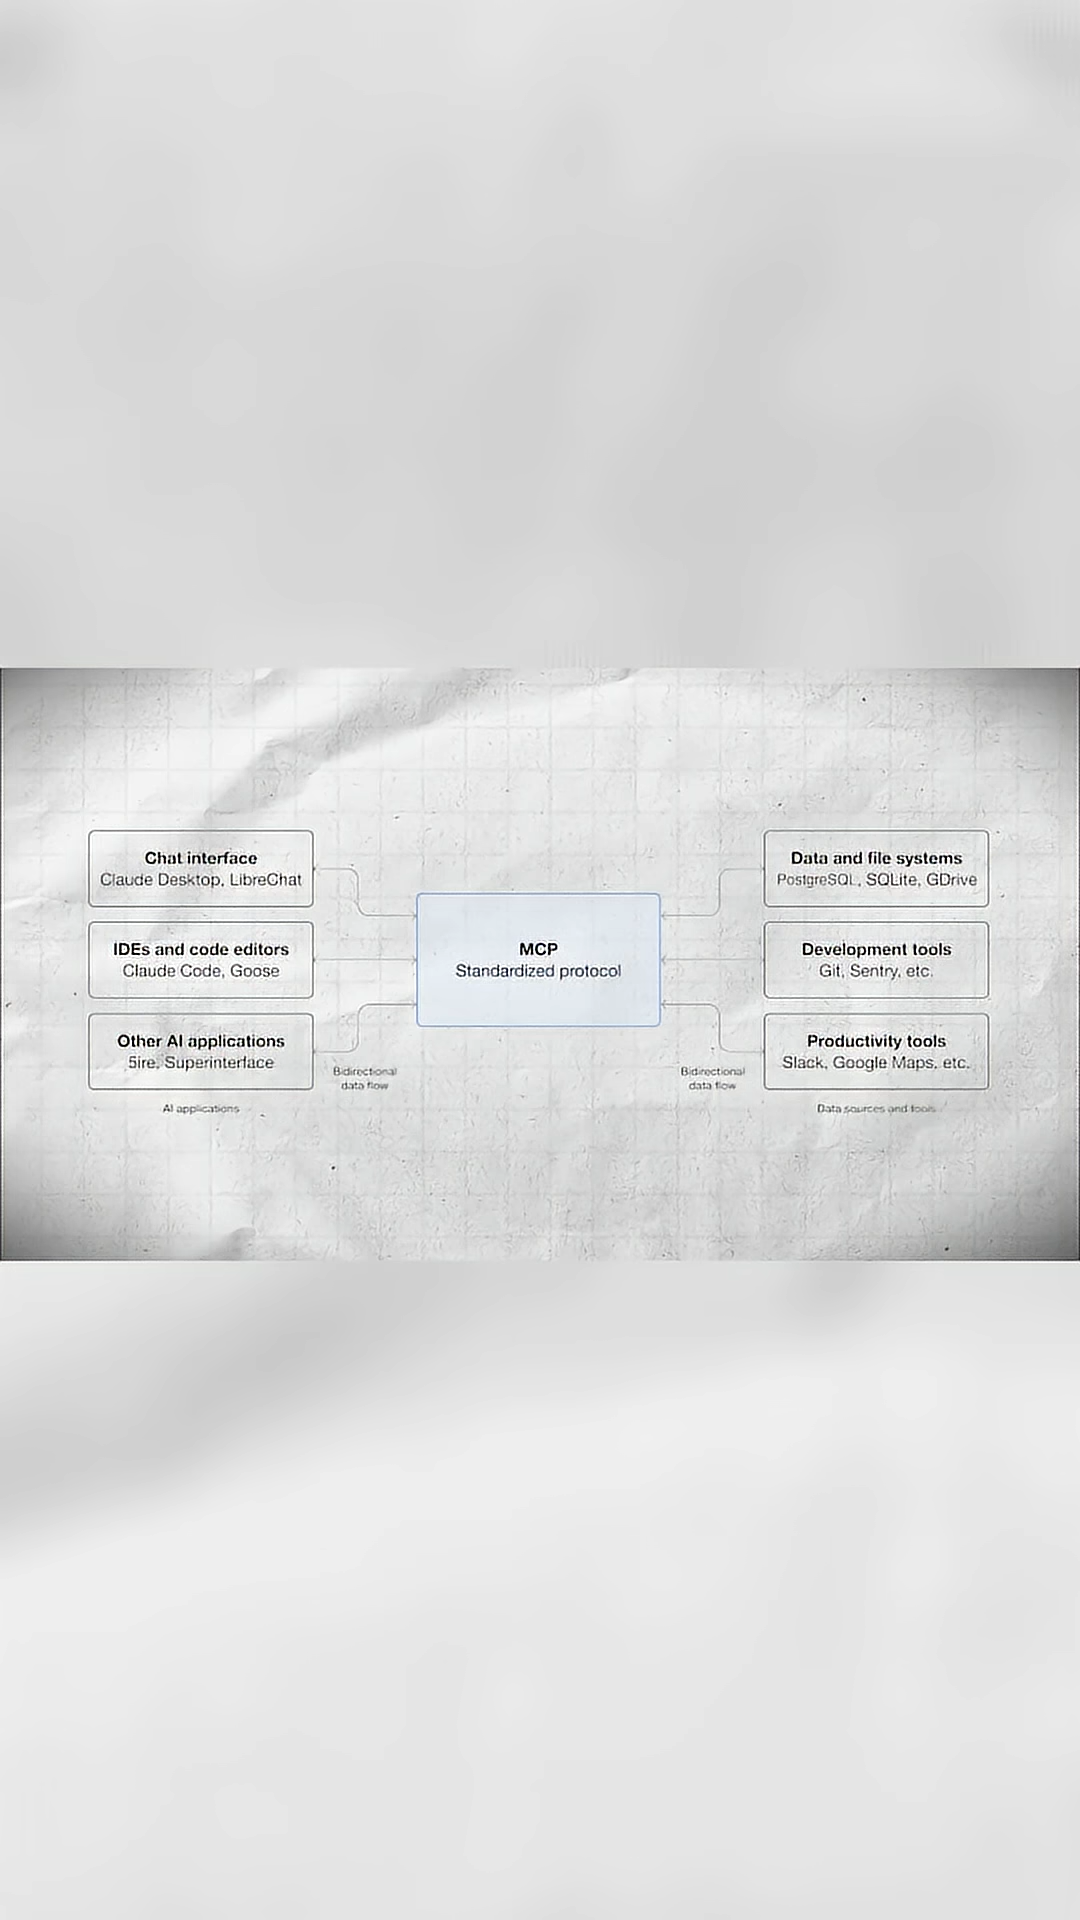 Chat interface
Claude Desktop, LibreChat
IDEs and code editors
Claude Code, Goose
Other AI applications
5ire, Superinterface
AI applications
Bidirectional
data flow
MCP
Standardized protocol
Bidirectional
data flow
Data and file systems
PostgreSQL, SQLite, GDrive
Development tools
Git, Sentry, etc.
Productivity tools
Slack, Google Maps, etc.
Data sources and tools